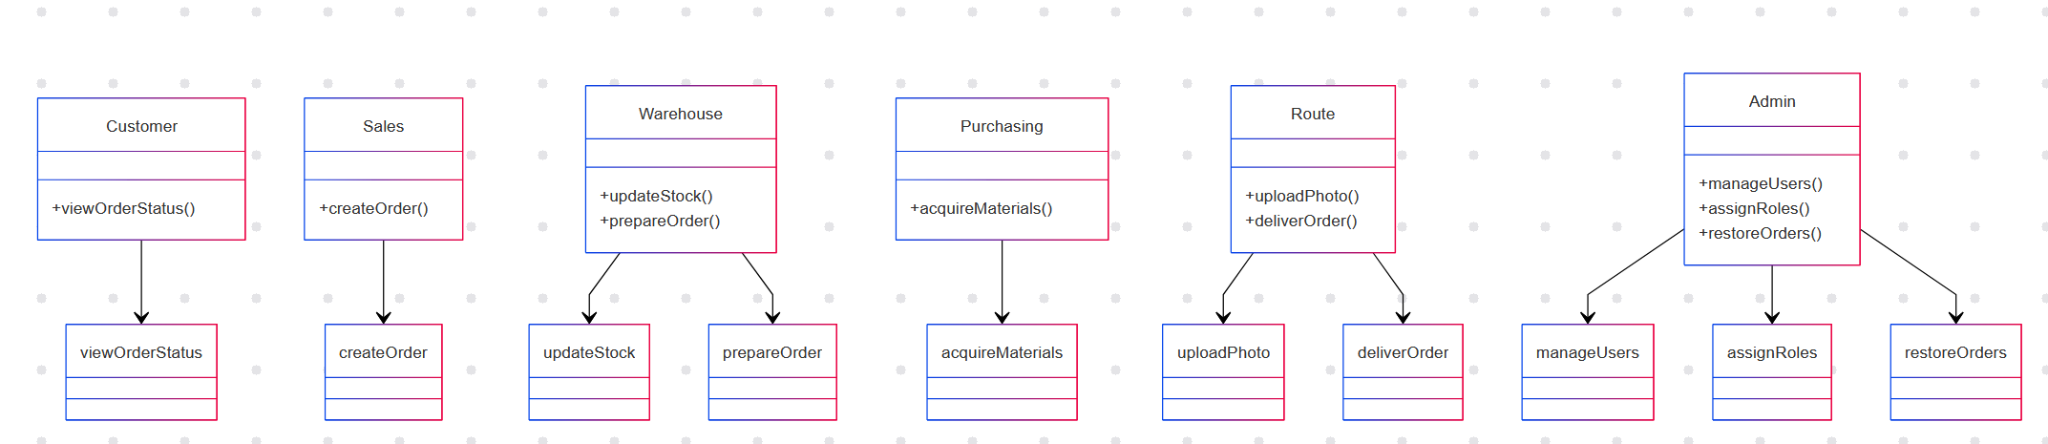 Customer
+viewOrderStatus()
Sales
+createOrder()
Warehouse
+updateStock()
+prepareOrder()
Purchasing
+acquireMaterials()
Route
+uploadPhoto()
+deliverOrder()
Admin
+manageUsers()
+assignRoles()
+restoreOrders()
viewOrderStatus
createOrder
updateStock
prepareOrder
acquireMaterials
uploadPhoto
deliverOrder
manageUsers
assignRoles
restoreOrders